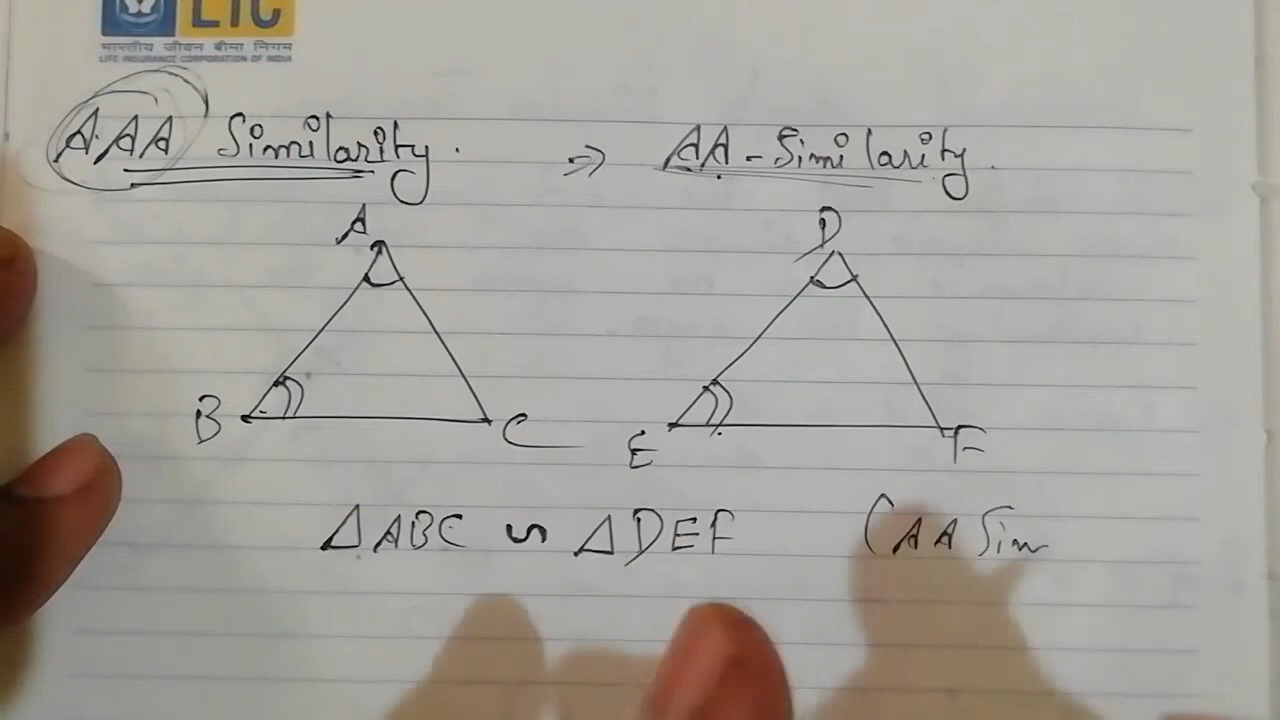 LIC
भारतीय जीवन बीमा निगम
LIFE INSURANCE CORPORATION OF INDIA
AAA Similarity. ⇒ AA-Similarity.
A D
B C E F
△ABC ∽ △DEF (AA Sim